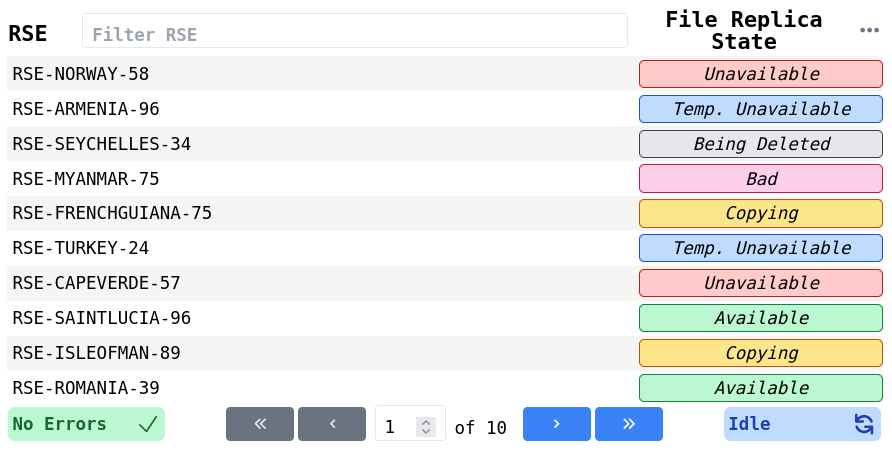 RSE Filter RSE File Replica State
RSE-NORWAY-58 Unavailable
RSE-ARMENIA-96 Temp. Unavailable
RSE-SEYCHELLES-34 Being Deleted
RSE-MYANMAR-75 Bad
RSE-FRENCHGUIANA-75 Copying
RSE-TURKEY-24 Temp. Unavailable
RSE-CAPEVERDE-57 Unavailable
RSE-SAINTLUCIA-96 Available
RSE-ISLEOFMAN-89 Copying
RSE-ROMANIA-39 Available
No Errors « ‹ 1 of 10 › » Idle